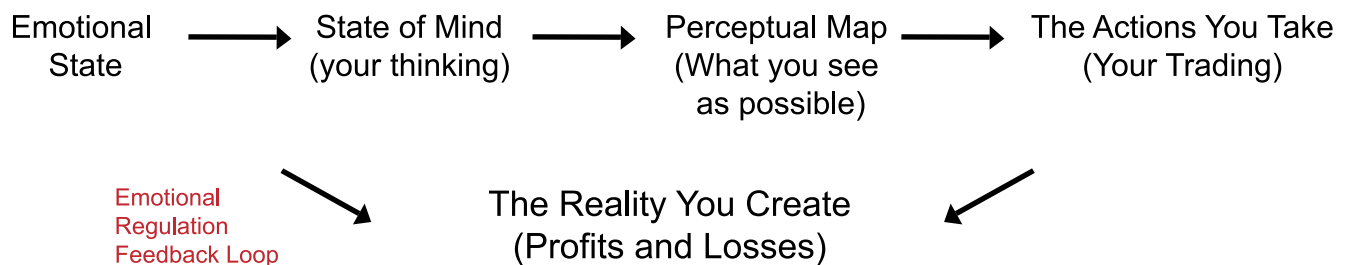 Emotional
State
State of Mind
(your thinking)
Perceptual Map
(What you see
as possible)
The Actions You Take
(Your Trading)
Emotional
Regulation
Feedback Loop
The Reality You Create
(Profits and Losses)